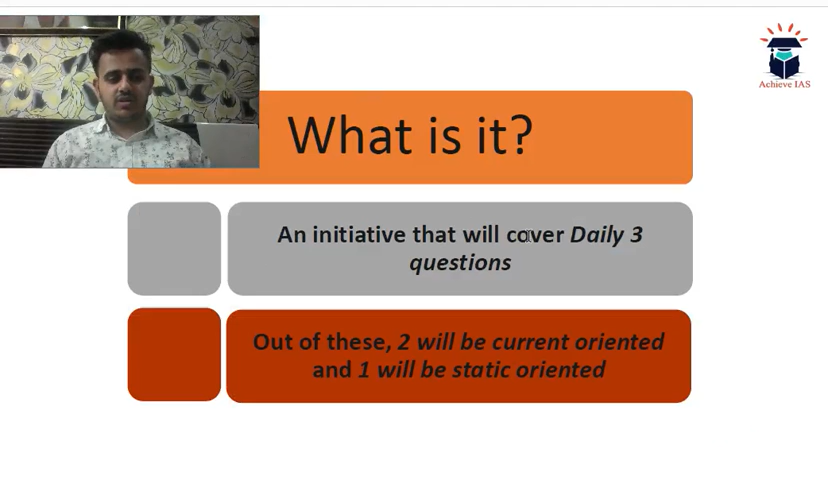 Achieve IAS
What is it?
An initiative that will cover Daily 3
questions
Out of these, 2 will be current oriented
and 1 will be static oriented